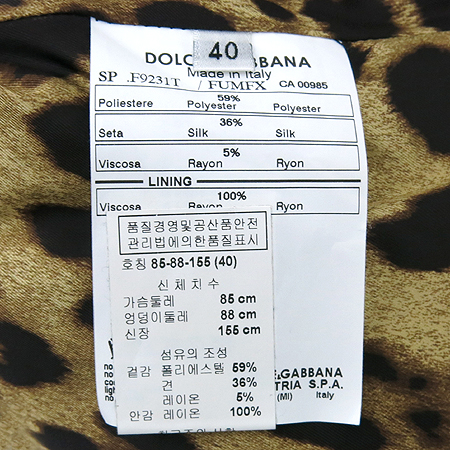 40
DOLC ABBANA
Made in Italy
SP .F9231T / FUMFX CA 00985
59%
Poliestere Polyester Polyester
36%
Seta Silk Silk
5%
Viscosa Rayon Ryon
LINING
100%
Viscosa Rayon Ryon
품질경영및공산품안전
관리법에의한품질표시
호칭 85-88-155 (40)
신체치수
가슴둘레 85 cm
엉덩이둘레 88 cm
신장 155 cm
섬유의 조성
겉감 폴리에스텔 59%
견 36%
레이온 5%
안감 레이온 100%
&GABBANA
TRIA S.P.A.
(MI) Italy